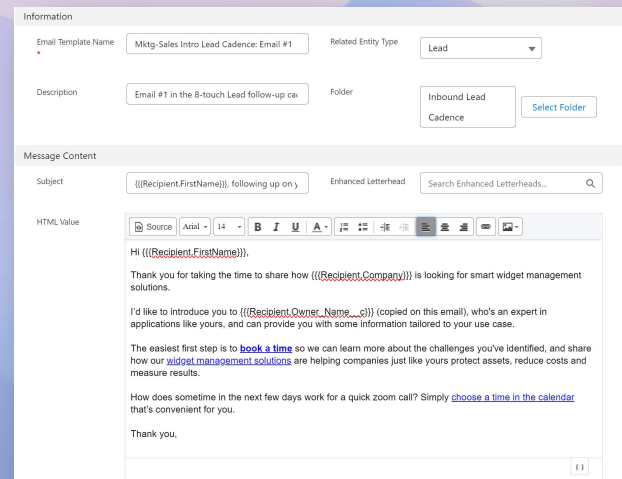 Information
Email Template Name
*
Mktg-Sales Intro Lead Cadence: Email #1
Related Entity Type
Lead
Description
Email #1 in the 8-touch Lead follow-up
Folder
Inbound Lead
Cadence
Select Folder
Message Content
Subject
{{{Recipient.FirstName}}}, following up on
Enhanced Letterhead
Search Enhanced Letterheads...
HTML Value
Source
Arial
14
B I U A
Hi {{{Recipient.FirstName}}},
Thank you for taking the time to share how {{{Recipient.Company}}} is looking for smart widget management
solutions.
I'd like to introduce you to {{{Recipient.Owner_Name__c}}} (copied on this email), who's an expert in
applications like yours, and can provide you with some information tailored to your use case.
The easiest first step is to book a time so we can learn more about the challenges you've identified, and share
how our widget management solutions are helping companies just like yours protect assets, reduce costs and
measure results.
How does sometime in the next few days work for a quick zoom call? Simply choose a time in the calendar
that's convenient for you.
Thank you,
{ }